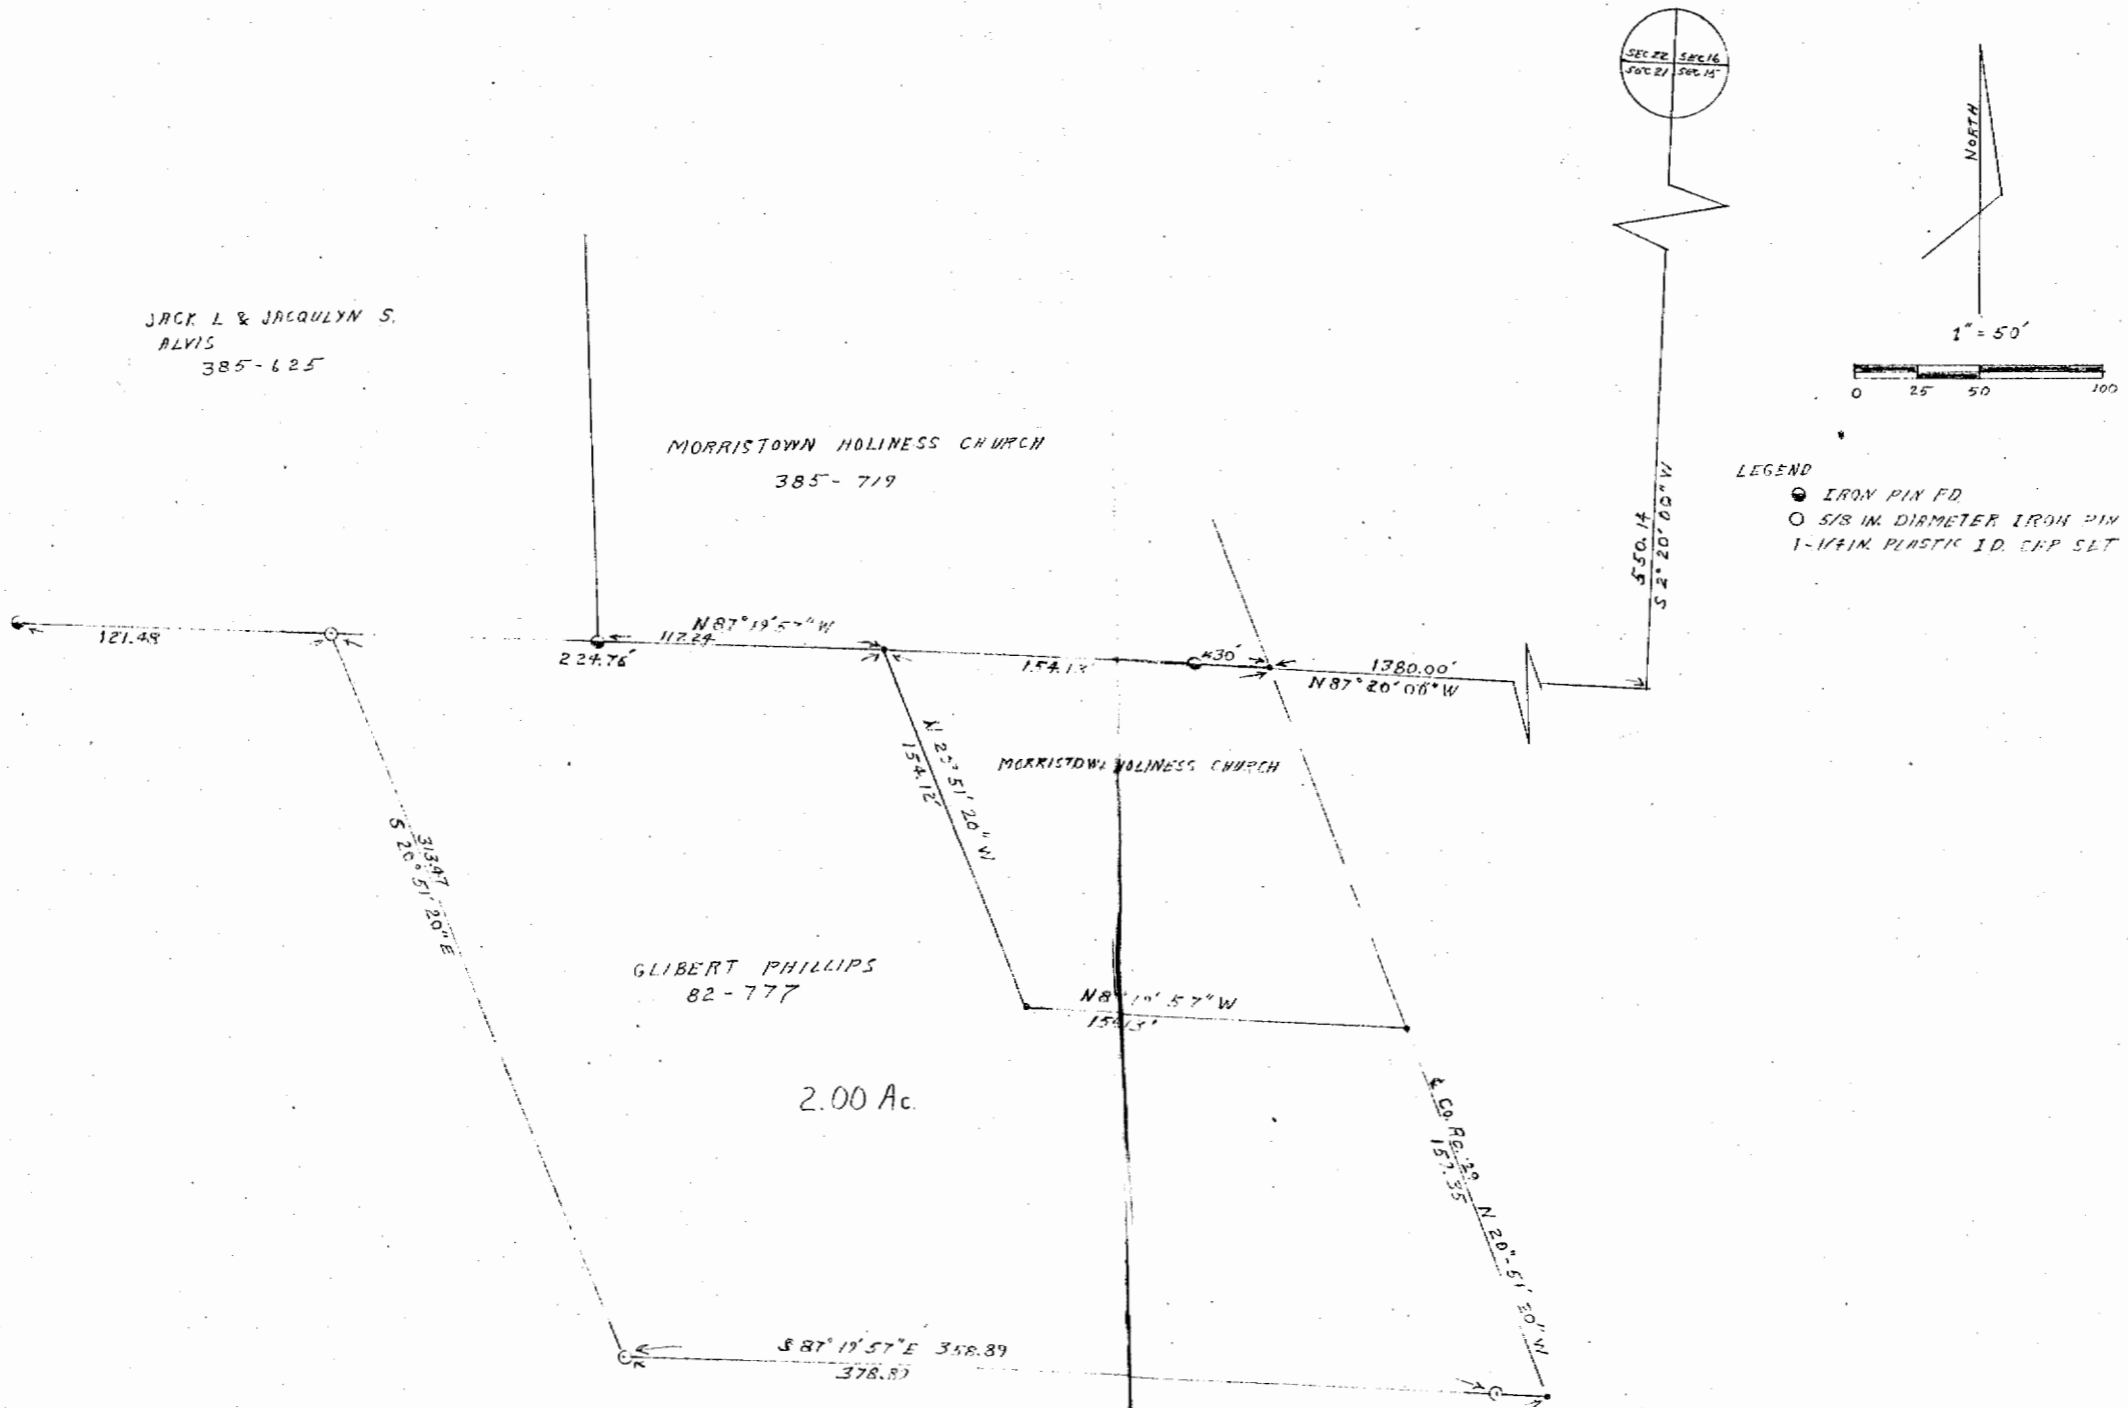 SEC 22 SEC 16
SEC 21 SEC 15
NORTH
1" = 50'
0 25 50 100
JACK L & JACQULYN S.
ALVIS
385-625
MORRISTOWN HOLINESS CHURCH
385-719
LEGEND
IRON PIN FD
5/8 IN. DIAMETER IRON PIN
1-1/4 IN. PLASTIC I.D. CAP SET
550.14
S 2° 20' 00" W
121.48
N 87° 19' 57" W
117.24
224.76'
154.13'
30'
1380.00'
N 87° 20' 00" W
51' 20" W
154.12'
MORRISTOWN HOLINESS CHURCH
313.47
S 20° 51' 20" E
GLIBERT PHILLIPS
82-777
19' 57" W
2.00 Ac.
Co. Rd. 29 N 20°-51' 20" W
157.35
S 87° 19' 57" E 358.89
378.89